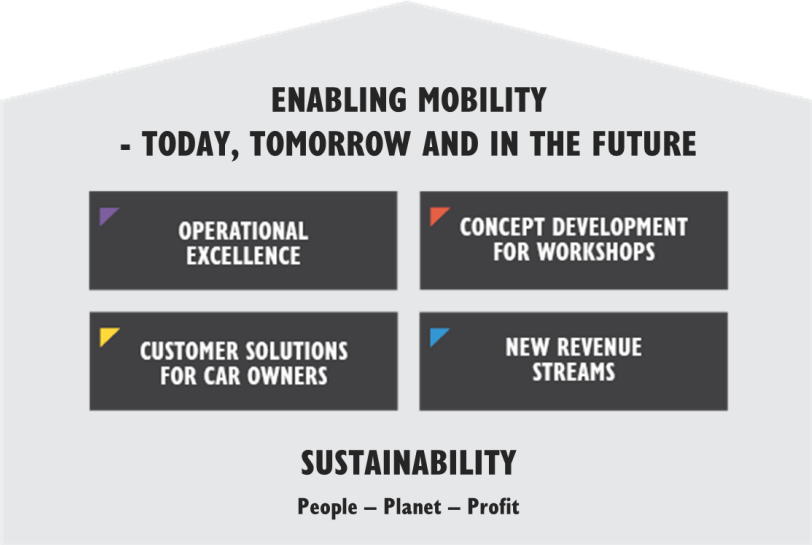 ENABLING MOBILITY
- TODAY, TOMORROW AND IN THE FUTURE
OPERATIONAL
EXCELLENCE
CONCEPT DEVELOPMENT
FOR WORKSHOPS
CUSTOMER SOLUTIONS
FOR CAR OWNERS
NEW REVENUE
STREAMS
SUSTAINABILITY
People – Planet – Profit